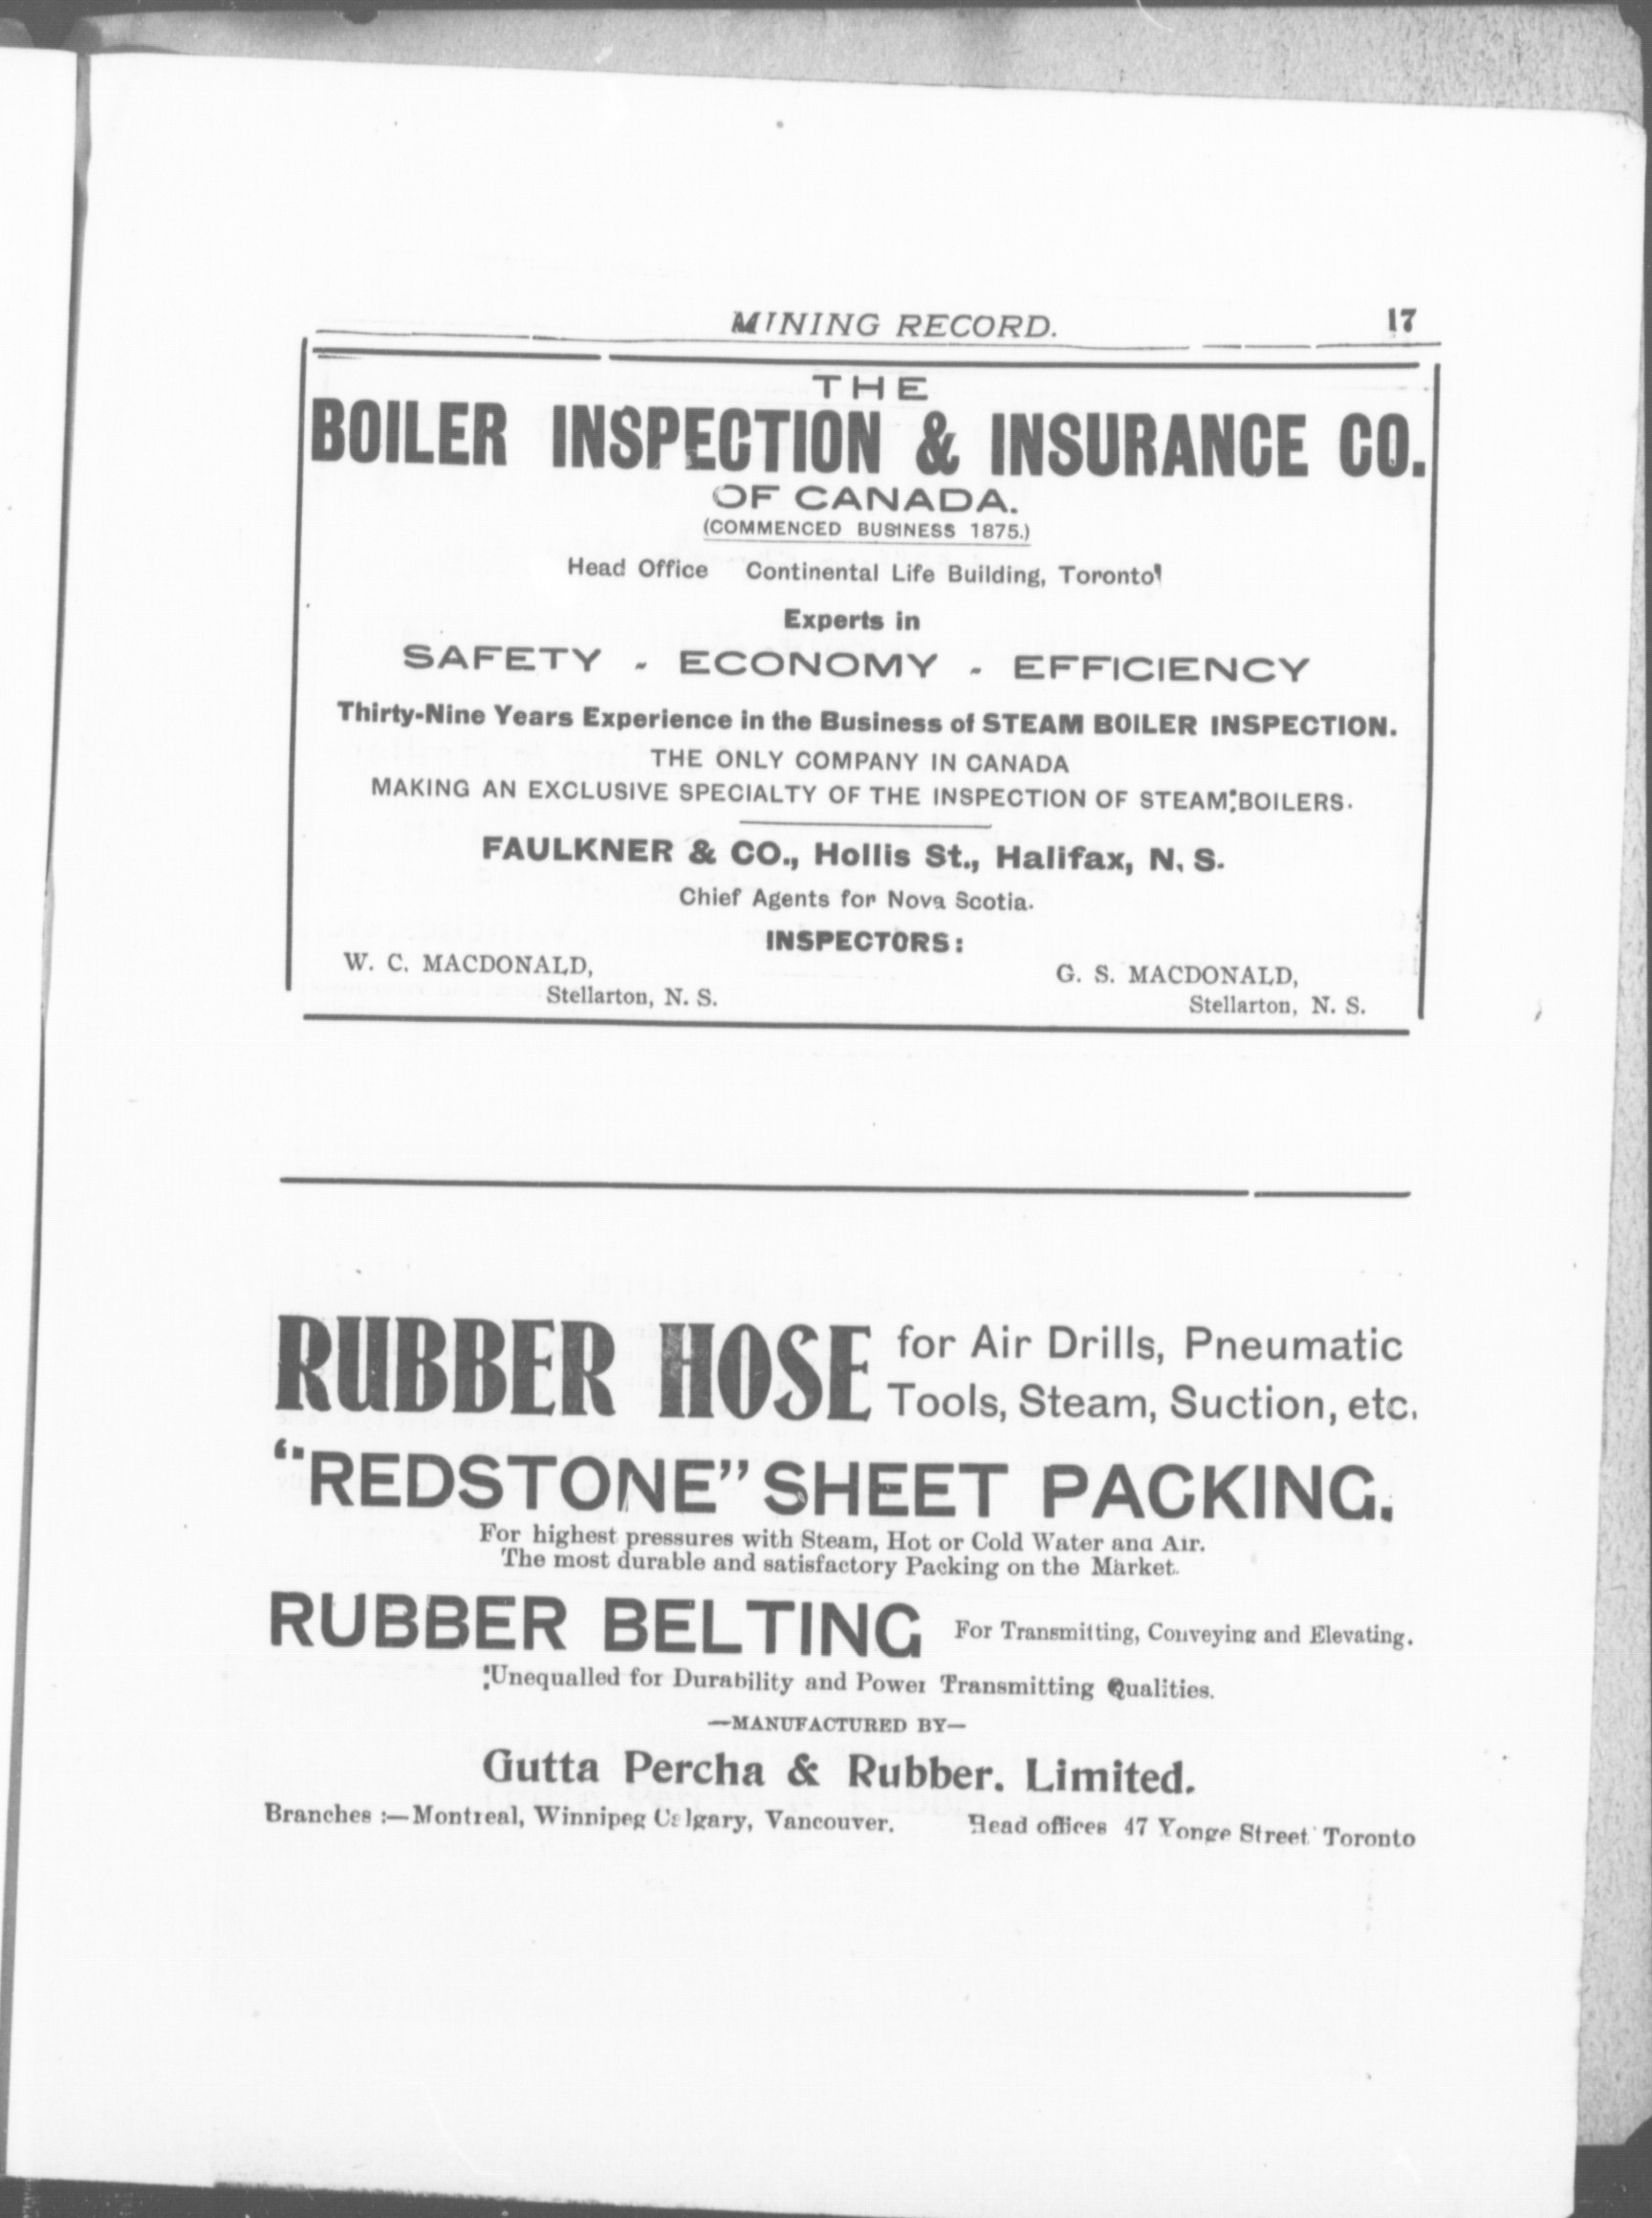 MINING RECORD. 17
THE
BOILER INSPECTION & INSURANCE CO.
OF CANADA.
(COMMENCED BUSINESS 1875.)
Head Office Continental Life Building, Toronto
Experts in
SAFETY - ECONOMY - EFFICIENCY
Thirty-Nine Years Experience in the Business of STEAM BOILER INSPECTION.
THE ONLY COMPANY IN CANADA
MAKING AN EXCLUSIVE SPECIALTY OF THE INSPECTION OF STEAM BOILERS.
FAULKNER & CO., Hollis St., Halifax, N. S.
Chief Agents for Nova Scotia.
INSPECTORS:
W. C. MACDONALD,
Stellarton, N. S.
G. S. MACDONALD,
Stellarton, N. S.
RUBBER HOSE for Air Drills, Pneumatic
Tools, Steam, Suction, etc.
"REDSTONE" SHEET PACKING.
For highest pressures with Steam, Hot or Cold Water and Air.
The most durable and satisfactory Packing on the Market.
RUBBER BELTING For Transmitting, Conveying and Elevating.
Unequalled for Durability and Power Transmitting Qualities.
—MANUFACTURED BY—
Gutta Percha & Rubber. Limited.
Branches :—Montreal, Winnipeg Calgary, Vancouver. Head offices 47 Yonge Street Toronto